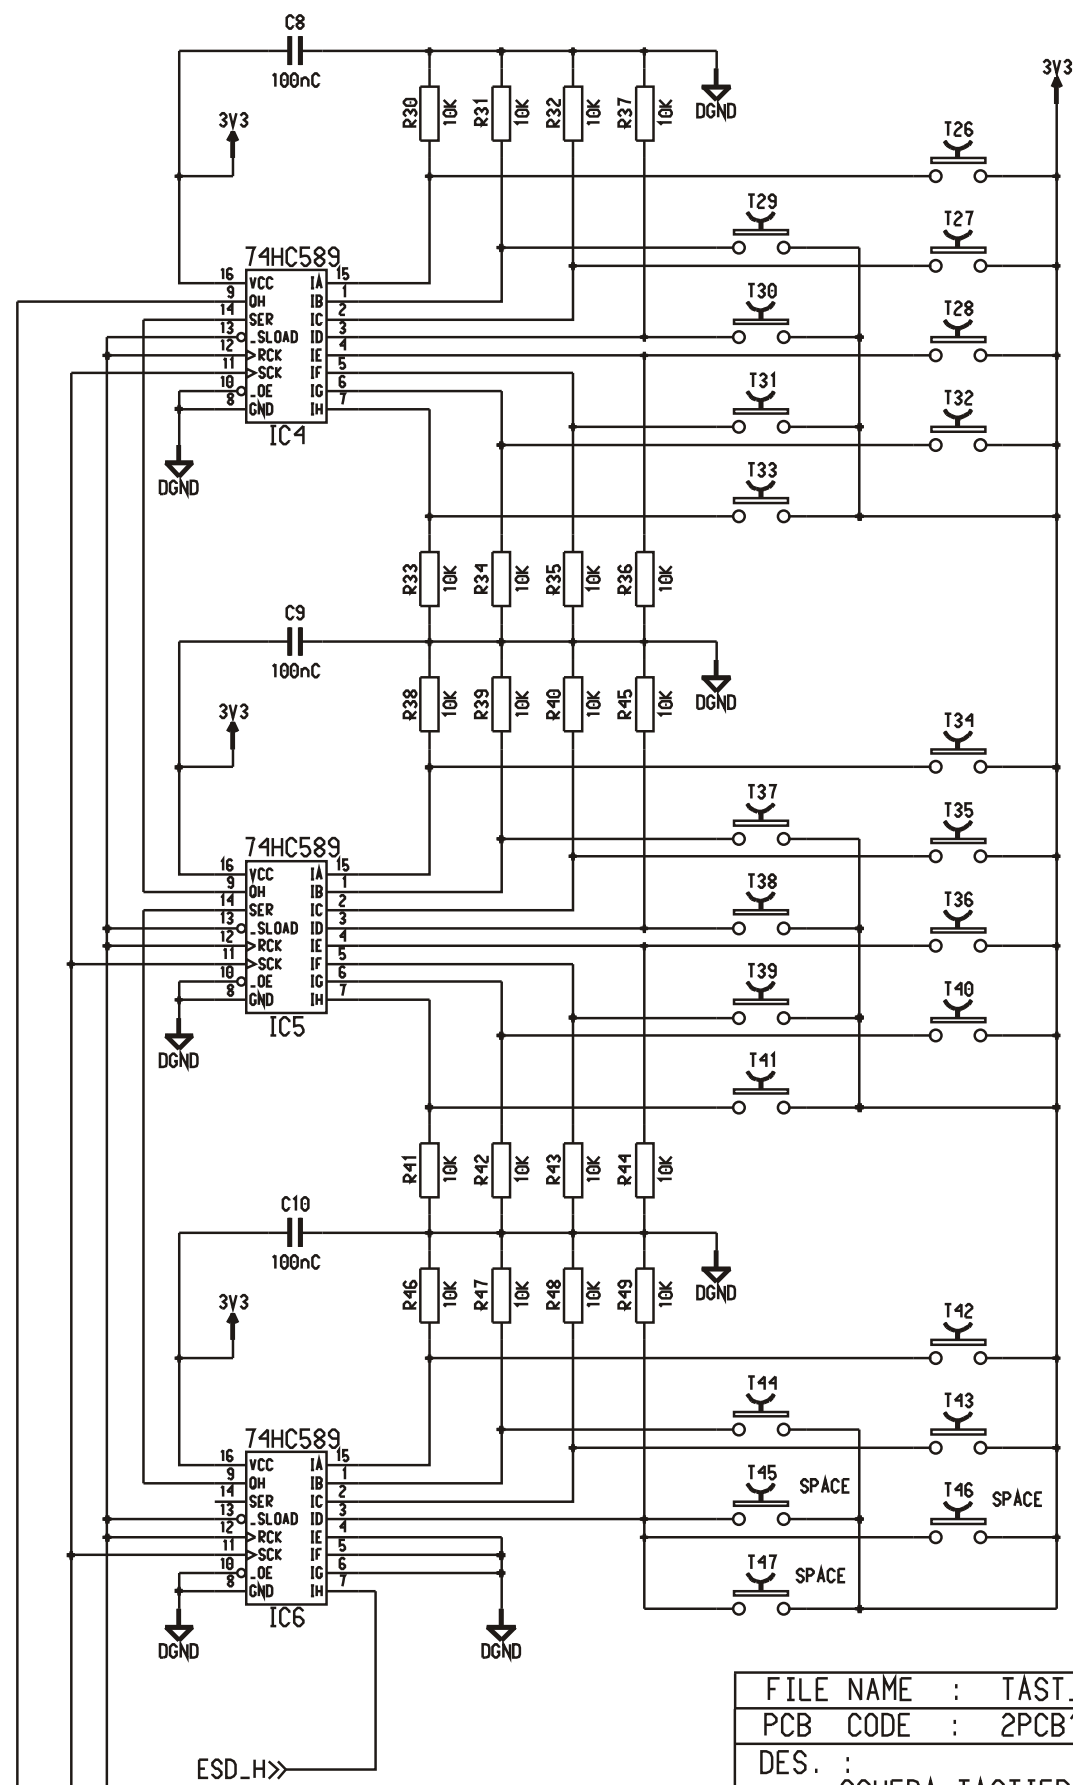 C8
100nC
3V3
R30 10K
R31 10K
R32 10K
R37 10K
DGND
3V3
T26
T29
T27
T30
T28
T31
T32
T33
74HC589
16 VCC IA 15
9 QH IB 1
14 SER IC 2
13 _SLOAD ID 3
12 RCK IE 4
11 SCK IF 5
10 _OE IG 6
8 GND IH 7
IC4
DGND
R33 10K
R34 10K
R35 10K
R36 10K
C9
100nC
3V3
R38 10K
R39 10K
R40 10K
R45 10K
DGND
T34
T37
T35
T38
T36
T39
T40
T41
74HC589
16 VCC IA 15
9 QH IB 1
14 SER IC 2
13 _SLOAD ID 3
12 RCK IE 4
11 SCK IF 5
10 _OE IG 6
8 GND IH 7
IC5
DGND
R41 10K
R42 10K
R43 10K
R44 10K
C10
100nC
3V3
R46 10K
R47 10K
R48 10K
R49 10K
DGND
T42
T44
T43
T45 SPACE
T46 SPACE
T47 SPACE
74HC589
16 VCC IA 15
9 QH IB 1
14 SER IC 2
13 _SLOAD ID 3
12 RCK IE 4
11 SCK IF 5
10 _OE IG 6
8 GND IH 7
IC6
DGND
DGND
ESD_H
FILE NAME : TAST_
PCB CODE : 2PCB
DES. :